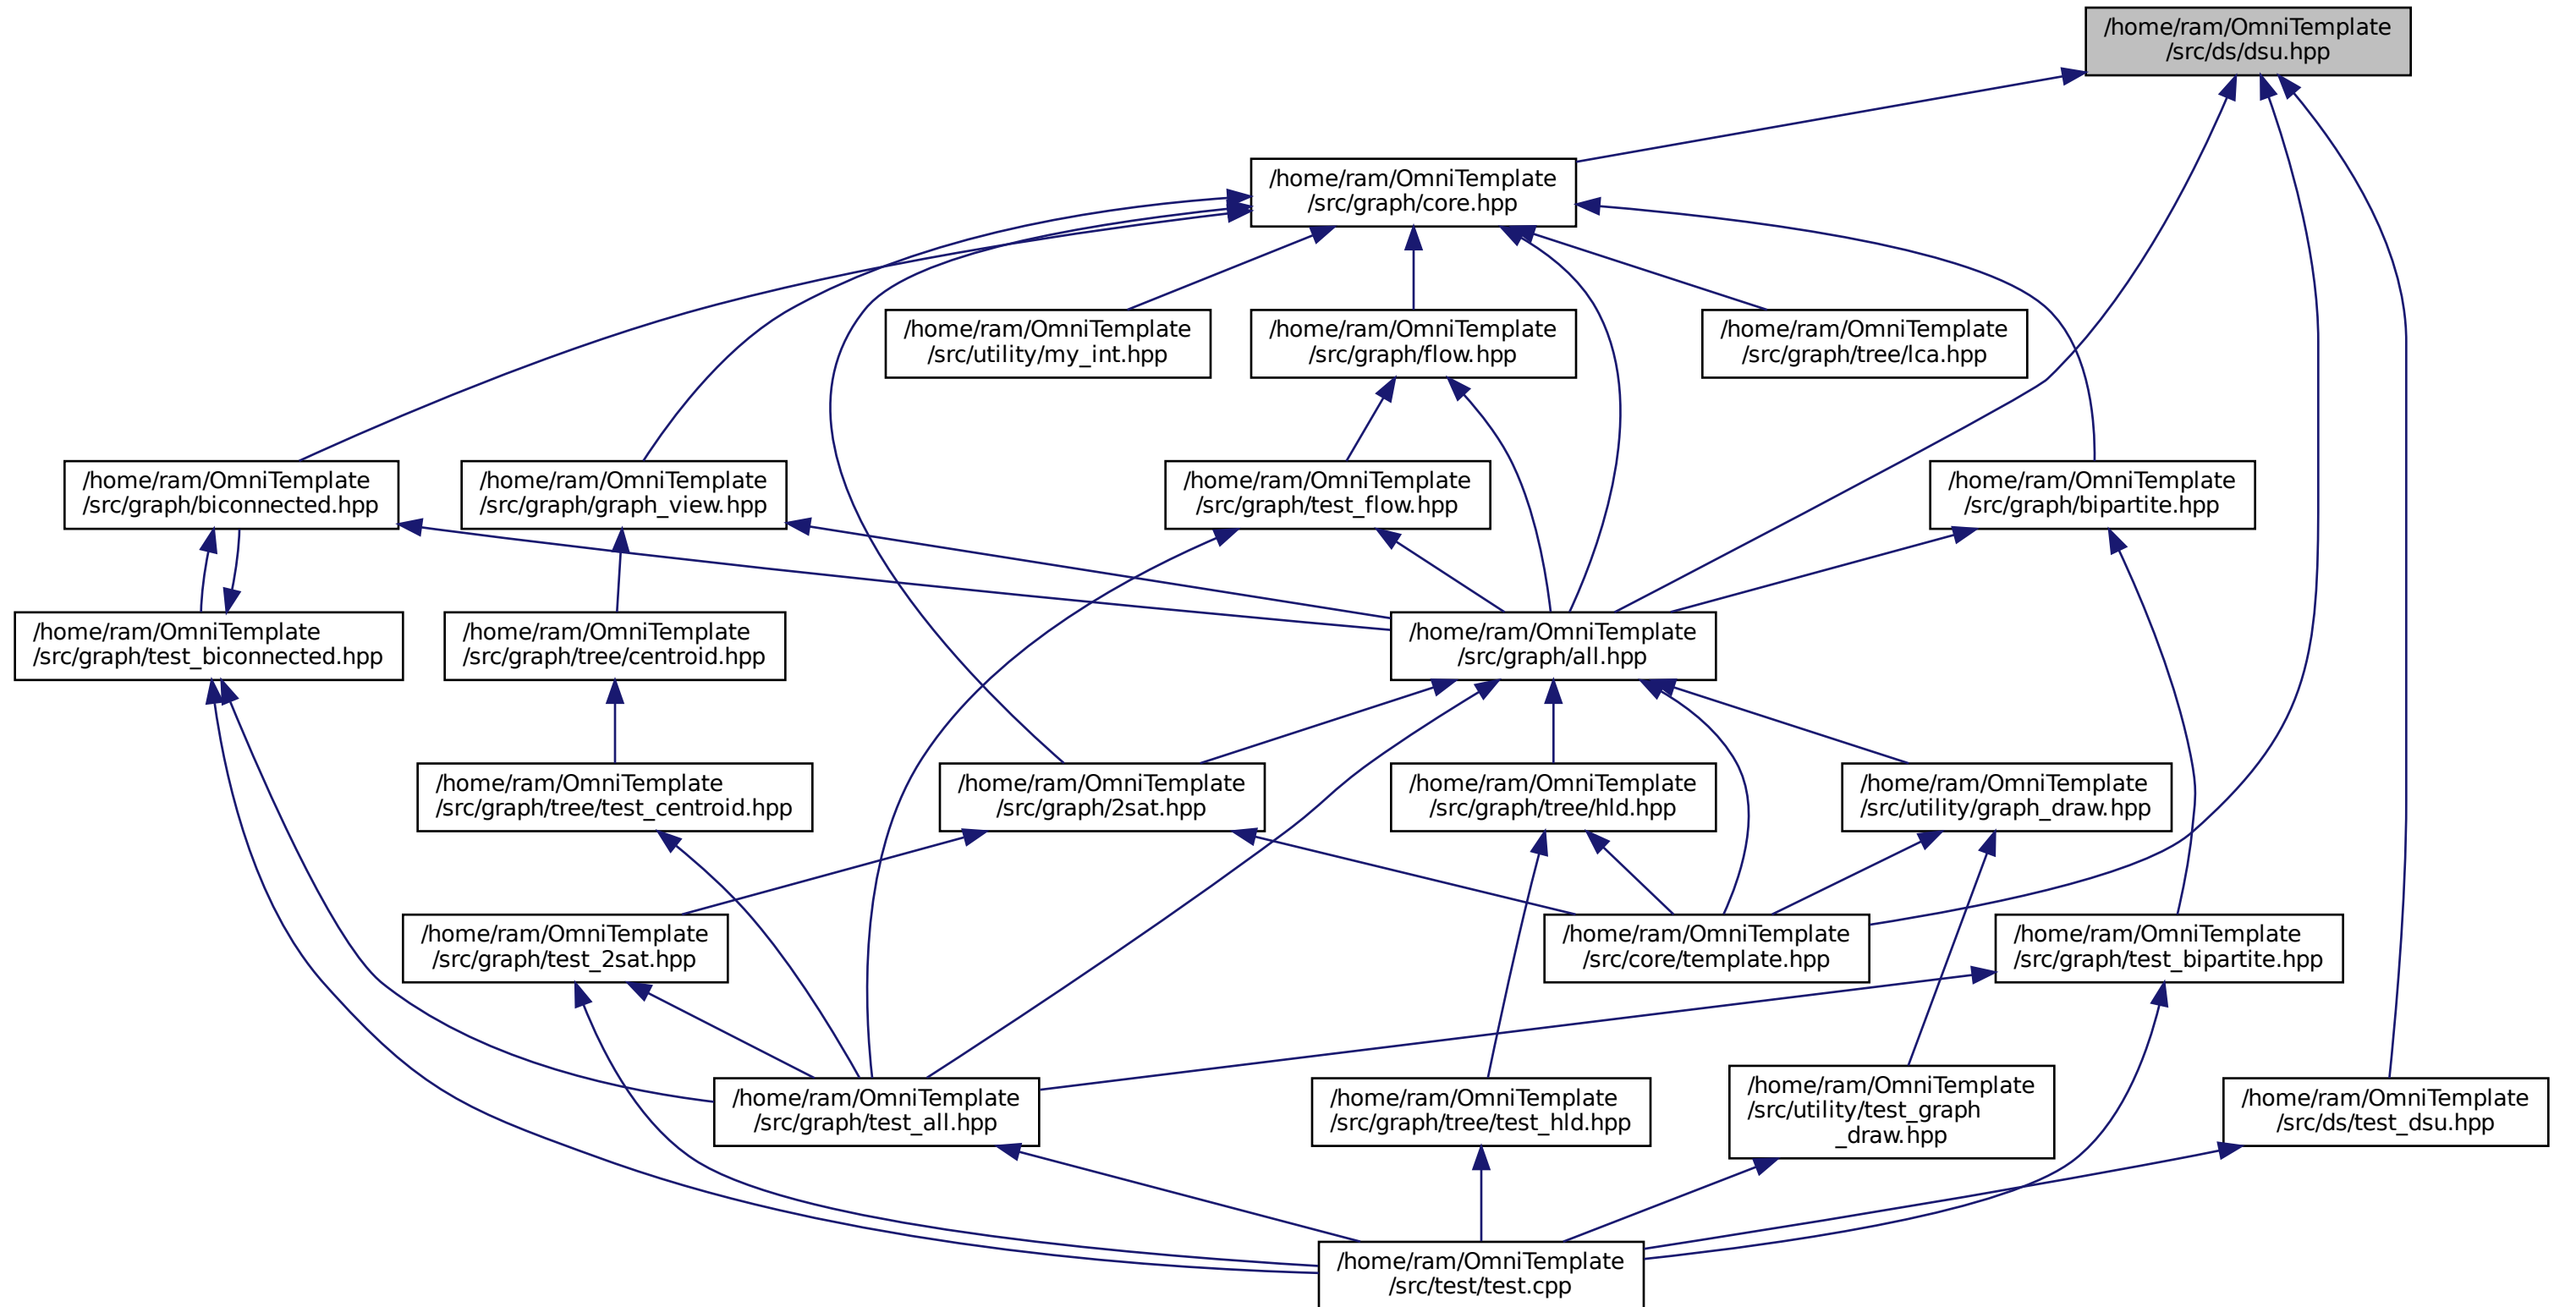 /home/ram/OmniTemplate
/src/ds/dsu.hpp
/home/ram/OmniTemplate
/src/graph/core.hpp
/home/ram/OmniTemplate
/src/utility/my_int.hpp
/home/ram/OmniTemplate
/src/graph/flow.hpp
/home/ram/OmniTemplate
/src/graph/tree/lca.hpp
/home/ram/OmniTemplate
/src/graph/biconnected.hpp
/home/ram/OmniTemplate
/src/graph/graph_view.hpp
/home/ram/OmniTemplate
/src/graph/test_flow.hpp
/home/ram/OmniTemplate
/src/graph/bipartite.hpp
/home/ram/OmniTemplate
/src/graph/test_biconnected.hpp
/home/ram/OmniTemplate
/src/graph/tree/centroid.hpp
/home/ram/OmniTemplate
/src/graph/all.hpp
/home/ram/OmniTemplate
/src/graph/tree/test_centroid.hpp
/home/ram/OmniTemplate
/src/graph/2sat.hpp
/home/ram/OmniTemplate
/src/graph/tree/hld.hpp
/home/ram/OmniTemplate
/src/utility/graph_draw.hpp
/home/ram/OmniTemplate
/src/graph/test_2sat.hpp
/home/ram/OmniTemplate
/src/core/template.hpp
/home/ram/OmniTemplate
/src/graph/test_bipartite.hpp
/home/ram/OmniTemplate
/src/graph/test_all.hpp
/home/ram/OmniTemplate
/src/graph/tree/test_hld.hpp
/home/ram/OmniTemplate
/src/utility/test_graph
_draw.hpp
/home/ram/OmniTemplate
/src/ds/test_dsu.hpp
/home/ram/OmniTemplate
/src/test/test.cpp